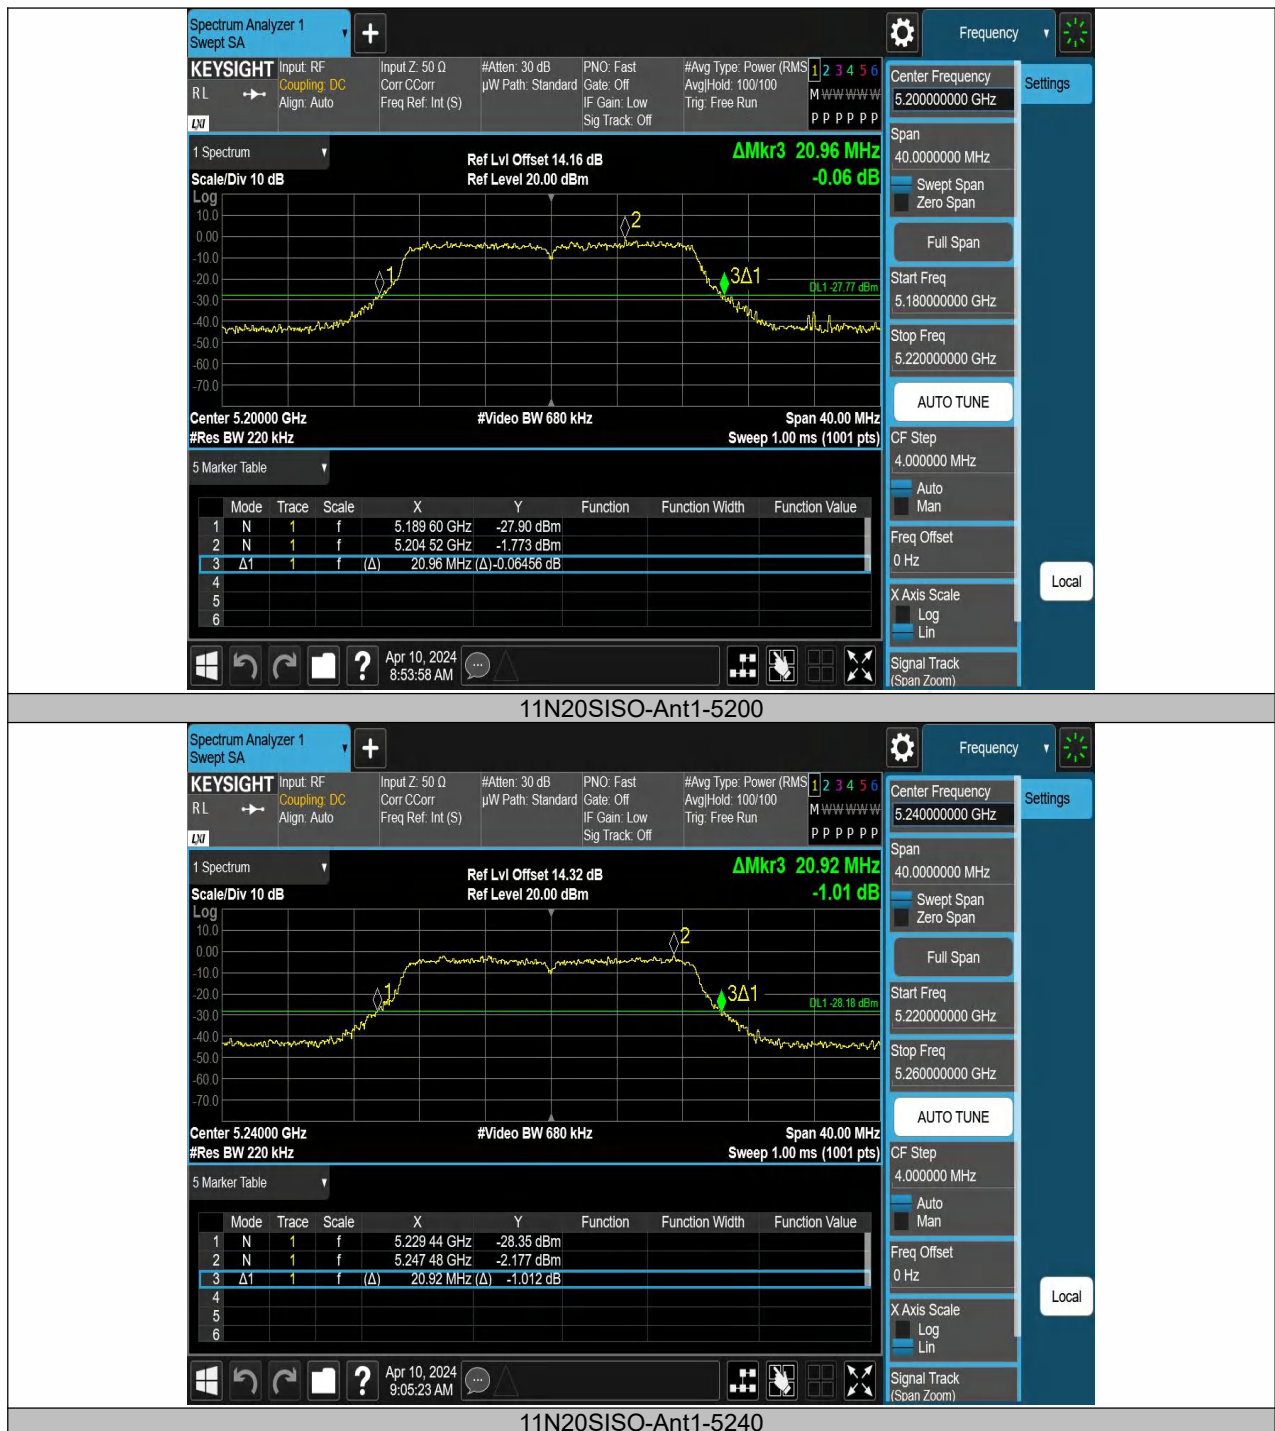 Spectrum Analyzer 1
Swept SA
+
Frequency
KEYSIGHT
RL
LXI
Input: RF
Coupling: DC
Align: Auto
Input Z: 50 Ω
Corr CCorr
Freq Ref: Int (S)
#Atten: 30 dB
µW Path: Standard
PNO: Fast
Gate: Off
IF Gain: Low
Sig Track: Off
#Avg Type: Power (RMS
Avg|Hold: 100/100
Trig: Free Run
1 2 3 4 5 6
M W W W W W
P P P P P P
Center Frequency
5.200000000 GHz
Settings
Span
40.0000000 MHz
Swept Span
Zero Span
Full Span
Start Freq
5.180000000 GHz
Stop Freq
5.220000000 GHz
AUTO TUNE
CF Step
4.000000 MHz
Auto
Man
Freq Offset
0 Hz
X Axis Scale
Log
Lin
Signal Track
(Span Zoom)
Local
1 Spectrum
Scale/Div 10 dB
Ref Lvl Offset 14.16 dB
Ref Level 20.00 dBm
ΔMkr3 20.96 MHz
-0.06 dB
Log
10.0
0.00
-10.0
-20.0
-30.0
-40.0
-50.0
-60.0
-70.0
1
2
3Δ1
DL1 -27.77 dBm
Center 5.20000 GHz
#Video BW 680 kHz
Span 40.00 MHz
#Res BW 220 kHz
Sweep 1.00 ms (1001 pts)
5 Marker Table
Mode Trace Scale X Y Function Function Width Function Value
1 N 1 f 5.189 60 GHz -27.90 dBm
2 N 1 f 5.204 52 GHz -1.773 dBm
3 Δ1 1 f (Δ) 20.96 MHz (Δ) -0.06456 dB
4
5
6
?
Apr 10, 2024
8:53:58 AM
11N20SISO-Ant1-5200
Spectrum Analyzer 1
Swept SA
+
Frequency
KEYSIGHT
RL
LXI
Input: RF
Coupling: DC
Align: Auto
Input Z: 50 Ω
Corr CCorr
Freq Ref: Int (S)
#Atten: 30 dB
µW Path: Standard
PNO: Fast
Gate: Off
IF Gain: Low
Sig Track: Off
#Avg Type: Power (RMS
Avg|Hold: 100/100
Trig: Free Run
1 2 3 4 5 6
M W W W W W
P P P P P P
Center Frequency
5.240000000 GHz
Settings
Span
40.0000000 MHz
Swept Span
Zero Span
Full Span
Start Freq
5.220000000 GHz
Stop Freq
5.260000000 GHz
AUTO TUNE
CF Step
4.000000 MHz
Auto
Man
Freq Offset
0 Hz
X Axis Scale
Log
Lin
Signal Track
(Span Zoom)
Local
1 Spectrum
Scale/Div 10 dB
Ref Lvl Offset 14.32 dB
Ref Level 20.00 dBm
ΔMkr3 20.92 MHz
-1.01 dB
Log
10.0
0.00
-10.0
-20.0
-30.0
-40.0
-50.0
-60.0
-70.0
1
2
3Δ1
DL1 -28.18 dBm
Center 5.24000 GHz
#Video BW 680 kHz
Span 40.00 MHz
#Res BW 220 kHz
Sweep 1.00 ms (1001 pts)
5 Marker Table
Mode Trace Scale X Y Function Function Width Function Value
1 N 1 f 5.229 44 GHz -28.35 dBm
2 N 1 f 5.247 48 GHz -2.177 dBm
3 Δ1 1 f (Δ) 20.92 MHz (Δ) -1.012 dB
4
5
6
?
Apr 10, 2024
9:05:23 AM
11N20SISO-Ant1-5240